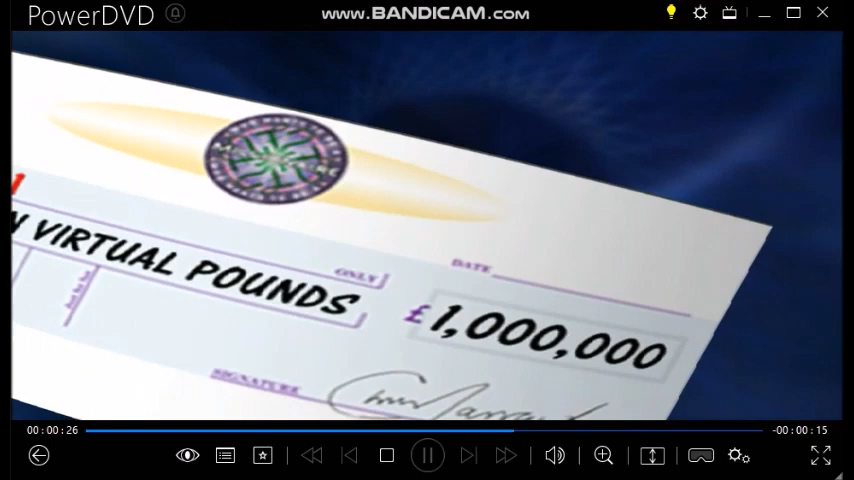 PowerDVD
www.BANDICAM.com
N VIRTUAL POUNDS
ONLY
DATE
£1,000,000
SIGNATURE
00:00:26
-00:00:15